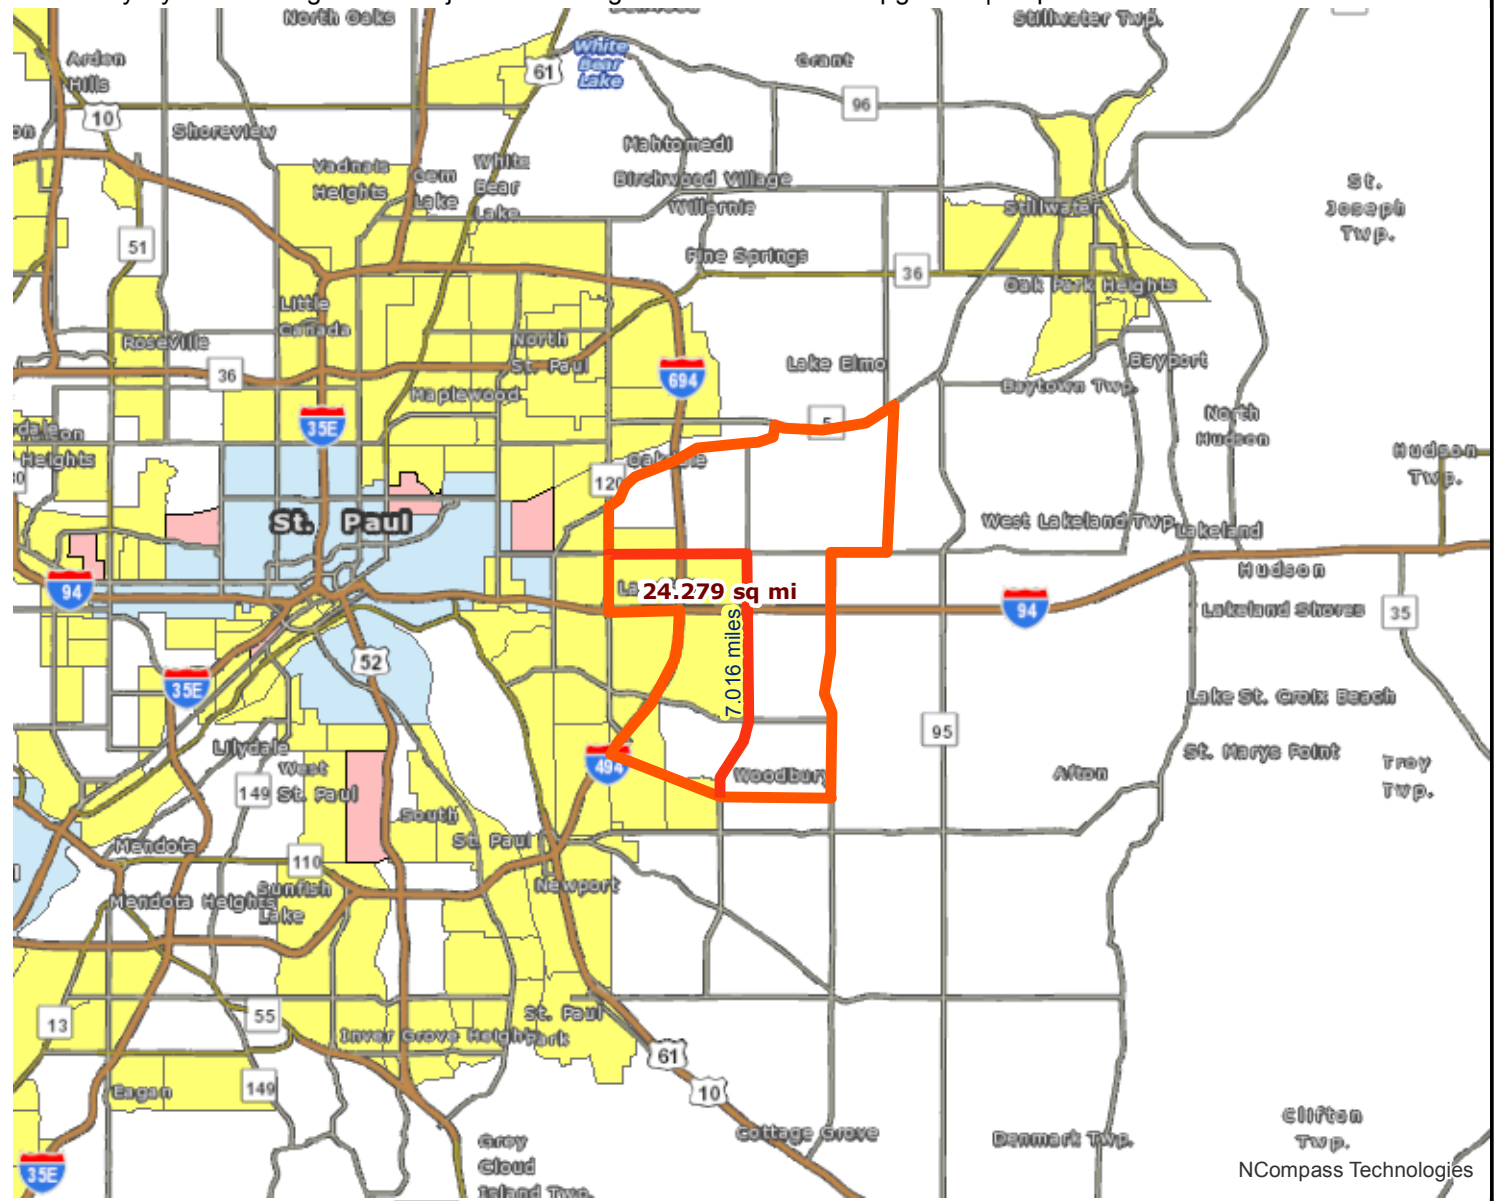 North Oaks
Stillwater Twp.
Arden
Hills
61
White
Bear
Lake
Grant
96
10
Shoreview
Mahtomedi
Vadnais
Heights
Gem
Lake
White
Bear
Lake
Birchwood Village
Willernie
Stillwater
St.
Joseph
Twp.
51
Pine Springs
36
Oak Park Heights
Little
Canada
Roseville
North
St. Paul
Lake Elmo
Bayport
36
694
Maplewood
Baytown Twp.
35E
5
North
Hudson
Heights
Hudson
Twp.
120
St. Paul
West Lakeland Twp.
Lakeland
94
24.279 sq mi
Hudson
94
Lakeland Shores
35
7.016 miles
52
35E
Lake St. Croix Beach
95
Lilydale
St. Marys Point
494
West
St. Paul
Woodbury
Afton
Troy
Twp.
149
South
St. Paul
Mendota
110
Newport
Mendota Heights
Sunfish
Lake
13
55
St. Paul
Park
Inver Grove Heights
61
Eagan
149
10
Cottage Grove
Denmark Twp.
Clifton
Twp.
Grey
Cloud
Island Twp.
35E
NCompass Technologies